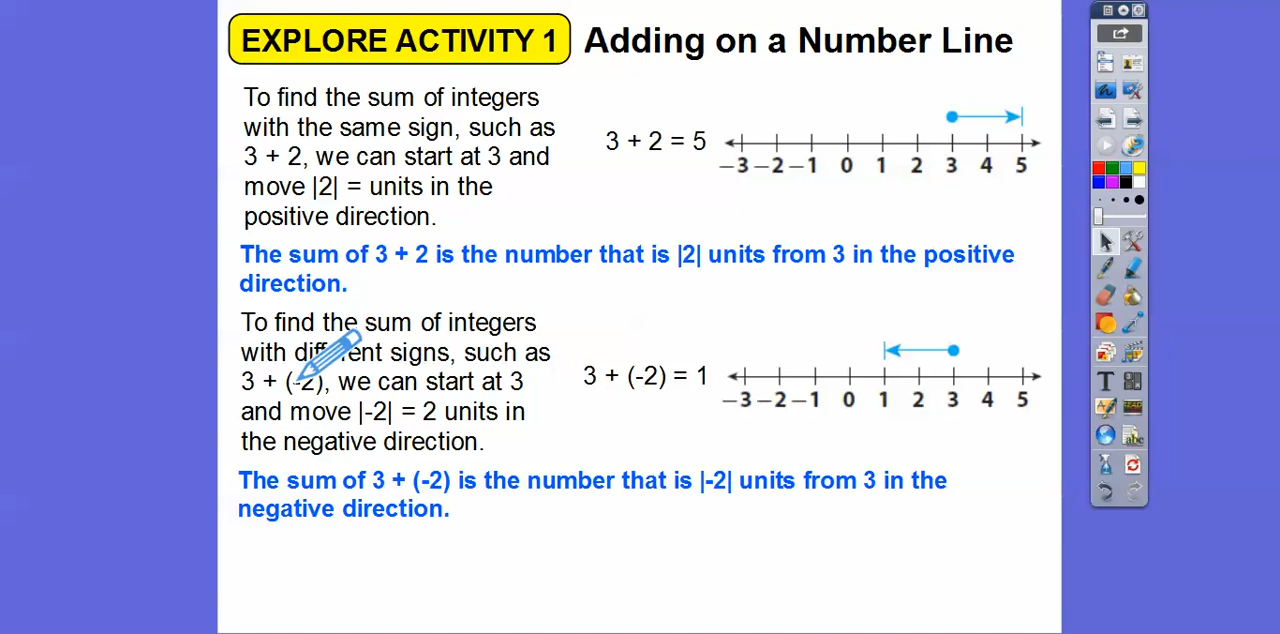 EXPLORE ACTIVITY 1 Adding on a Number Line
To find the sum of integers
with the same sign, such as
3 + 2, we can start at 3 and
move |2| = units in the
positive direction.
3 + 2 = 5
−3 −2 −1 0 1 2 3 4 5
The sum of 3 + 2 is the number that is |2| units from 3 in the positive
direction.
To find the sum of integers
with different signs, such as
3 + (-2), we can start at 3
and move |-2| = 2 units in
the negative direction.
3 + (-2) = 1
−3 −2 −1 0 1 2 3 4 5
The sum of 3 + (-2) is the number that is |-2| units from 3 in the
negative direction.
T
abc